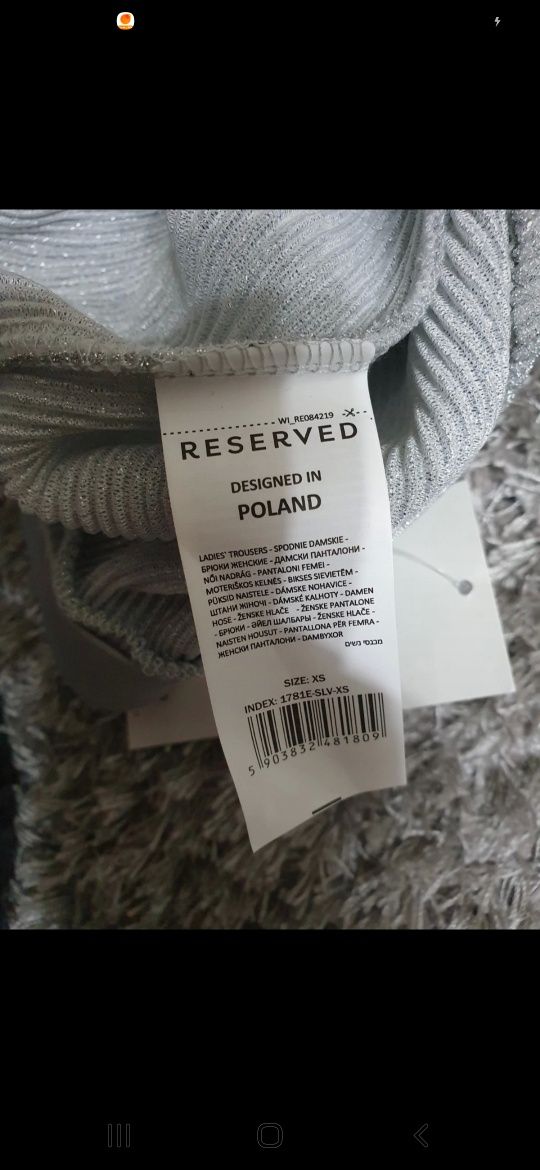 WI_RE084219
RESERVED
DESIGNED IN
POLAND
LADIES' TROUSERS - SPODNIE DAMSKIE -
БРЮКИ ЖЕНСКИЕ - ДАМСКИ ПАНТАЛОНИ -
NŐI NADRÁG - PANTALONI FEMEI -
MOTERIŠKOS KELNĖS - BIKSES SIEVIETĒM -
PÜKSID NAISTELE - DÁMSKE NOHAVICE -
ШТАНИ ЖІНОЧІ - DÁMSKÉ KALHOTY - DAMEN
HOSE - ŽENSKE HLAČE - ŽENSKE PANTALONE
- БРЮКИ - ӘЙЕЛ ШАЛБАРЫ - ŽENSKE HLAČE -
NAISTEN HOUSUT - PANTALLONA PËR FEMRA -
ЖЕНСКИ ПАНТАЛОНИ - DAMBYXOR
מכנסי נשים
SIZE: XS
INDEX: 1781E-SLV-XS
5 903832 481809